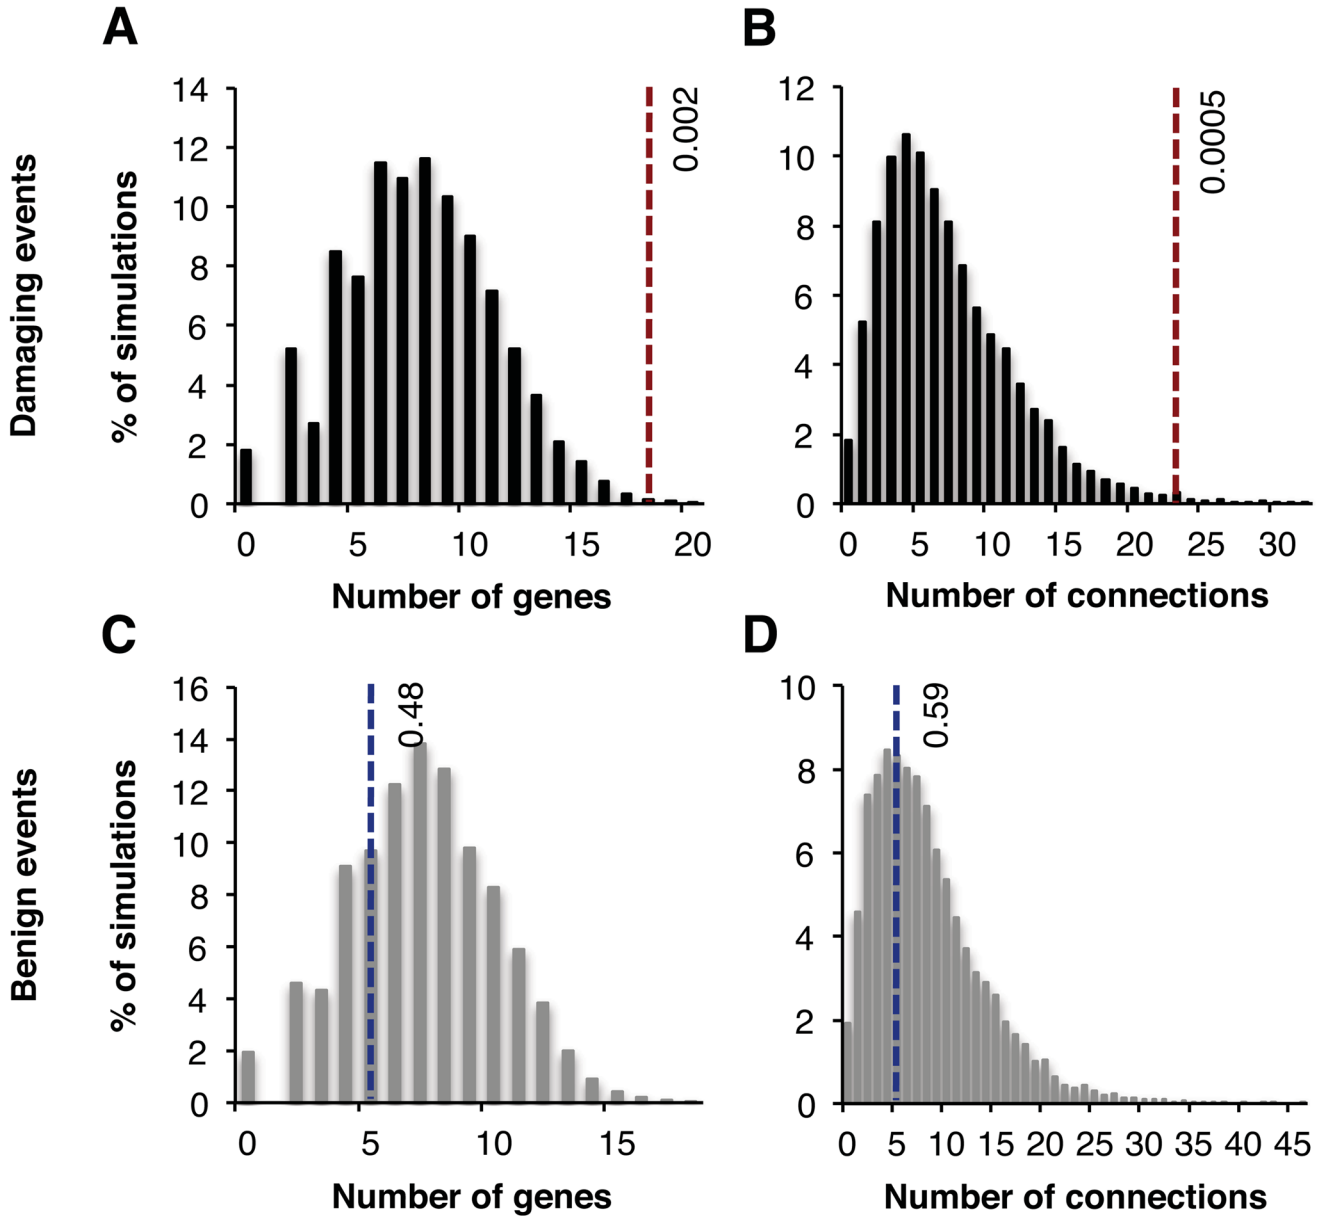 A
B
Damaging events
% of simulations
14
12
10
8
6
4
2
0
0.002
0 5 10 15 20
Number of genes
12
10
8
6
4
2
0
0.0005
0 5 10 15 20 25 30
Number of connections
C
D
Benign events
% of simulations
16
14
12
10
8
6
4
2
0
0.48
0 5 10 15
Number of genes
10
8
6
4
2
0
0.59
0 5 10 15 20 25 30 35 40 45
Number of connections